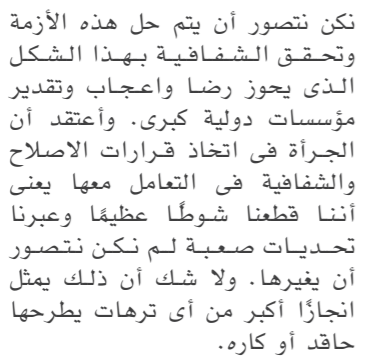 نكن نتصور أن يتم حل هذه الأزمة
وتحقق الشفافية بهذا الشكل
الذى يحوز رضا واعجاب وتقدير
مؤسسات دولية كبرى. وأعتقد أن
الجرأة فى اتخاذ قرارات الاصلاح
والشفافية فى التعامل معها يعنى
أننا قطعنا شوطًا عظيمًا وعبرنا
تحديات صعبة لم نكن نتصور
أن يغيرها. ولا شك أن ذلك يمثل
انجازًا أكبر من أى ترهات يطرحها
حاقد أو كاره.